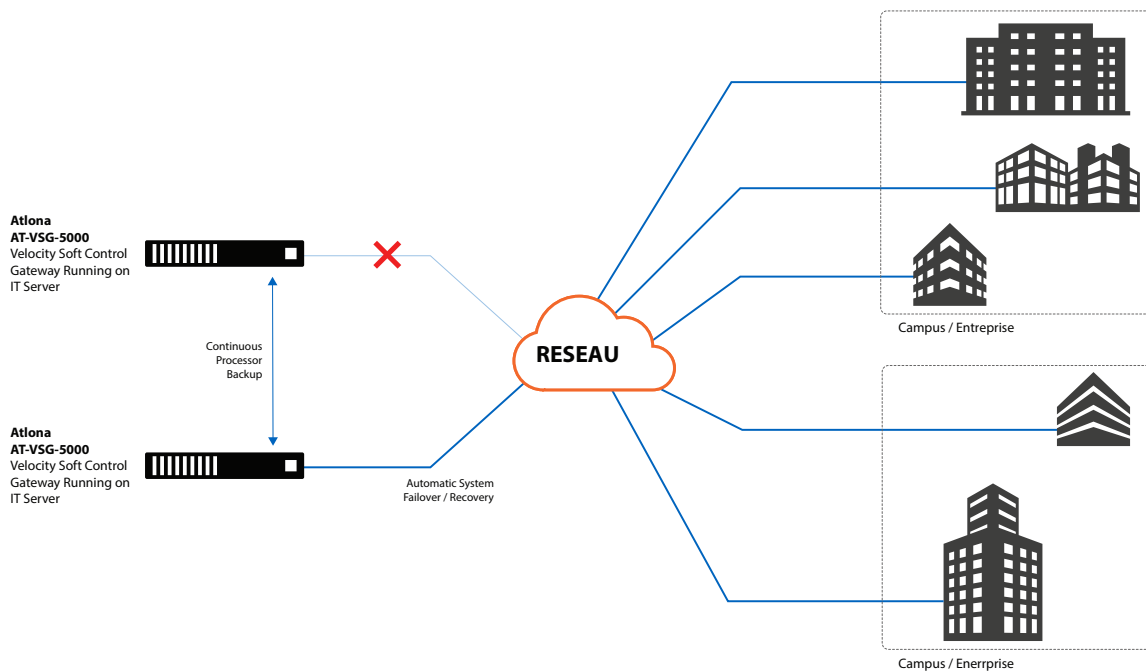 Atlona
AT-VSG-5000
Velocity Soft Control
Gateway Running on
IT Server
Continuous
Processor
Backup
Atlona
AT-VSG-5000
Velocity Soft Control
Gateway Running on
IT Server
Automatic System
Failover / Recovery
RESEAU
Campus / Entreprise
Campus / Enerrprise